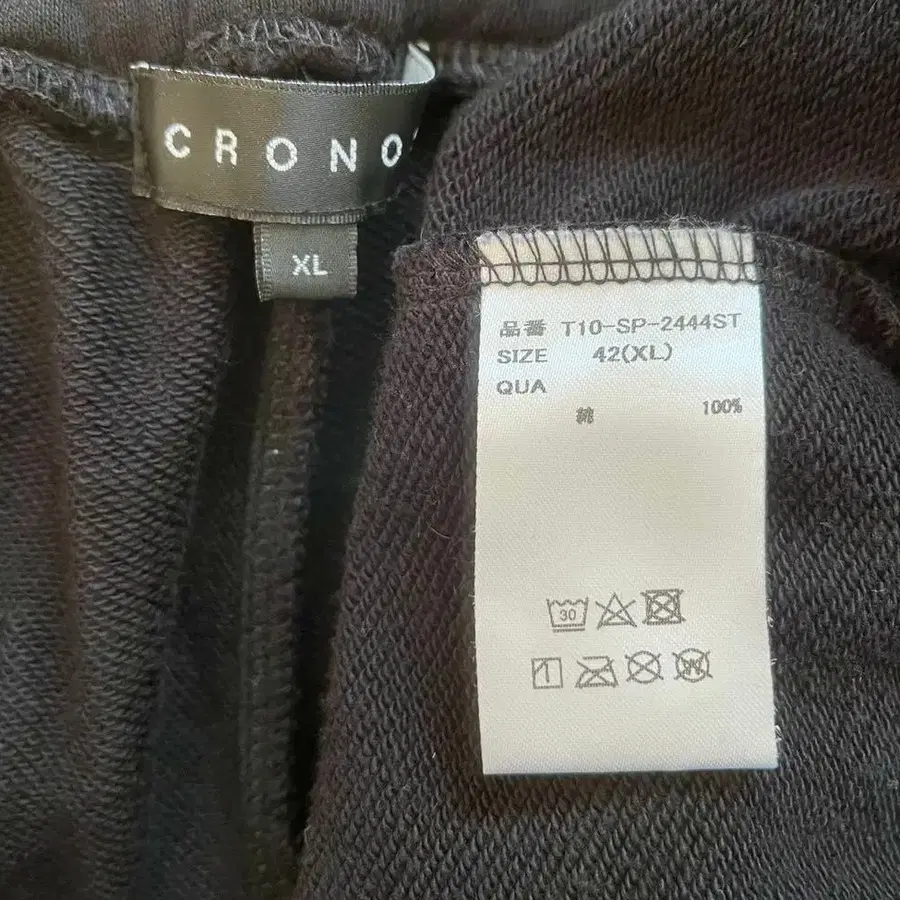 CRONO
XL
品番 T10-SP-2444ST
SIZE 42(XL)
QUA
綿 100%
30
W